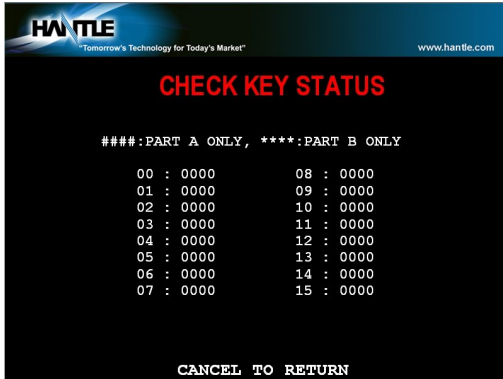 HANTLE
"Tomorrow's Technology for Today's Market"
www.hantle.com
CHECK KEY STATUS
####:PART A ONLY, ****:PART B ONLY
00 : 0000 08 : 0000
01 : 0000 09 : 0000
02 : 0000 10 : 0000
03 : 0000 11 : 0000
04 : 0000 12 : 0000
05 : 0000 13 : 0000
06 : 0000 14 : 0000
07 : 0000 15 : 0000
CANCEL TO RETURN